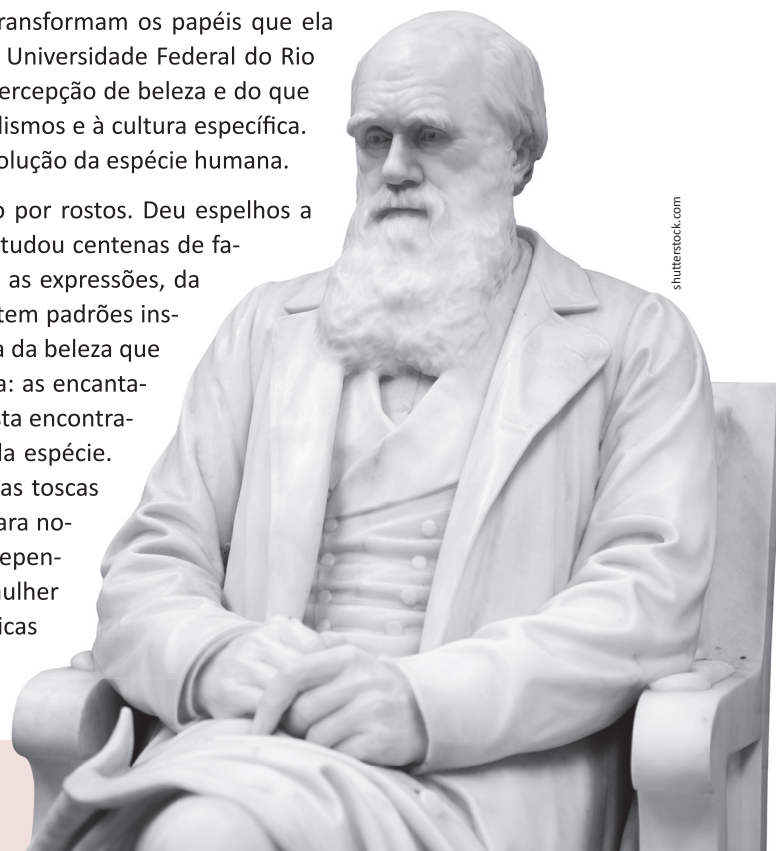 ransformam os papéis que ela
Universidade Federal do Rio
ercepção de beleza e do que
lismos e à cultura específica.
olução da espécie humana.
o por rostos. Deu espelhos a
tudou centenas de fa-
as expressões, da
tem padrões ins-
a da beleza que
a: as encanta-
sta encontra-
la espécie.
as toscas
ara no-
epen-
ulher
icas
shutterstock.com